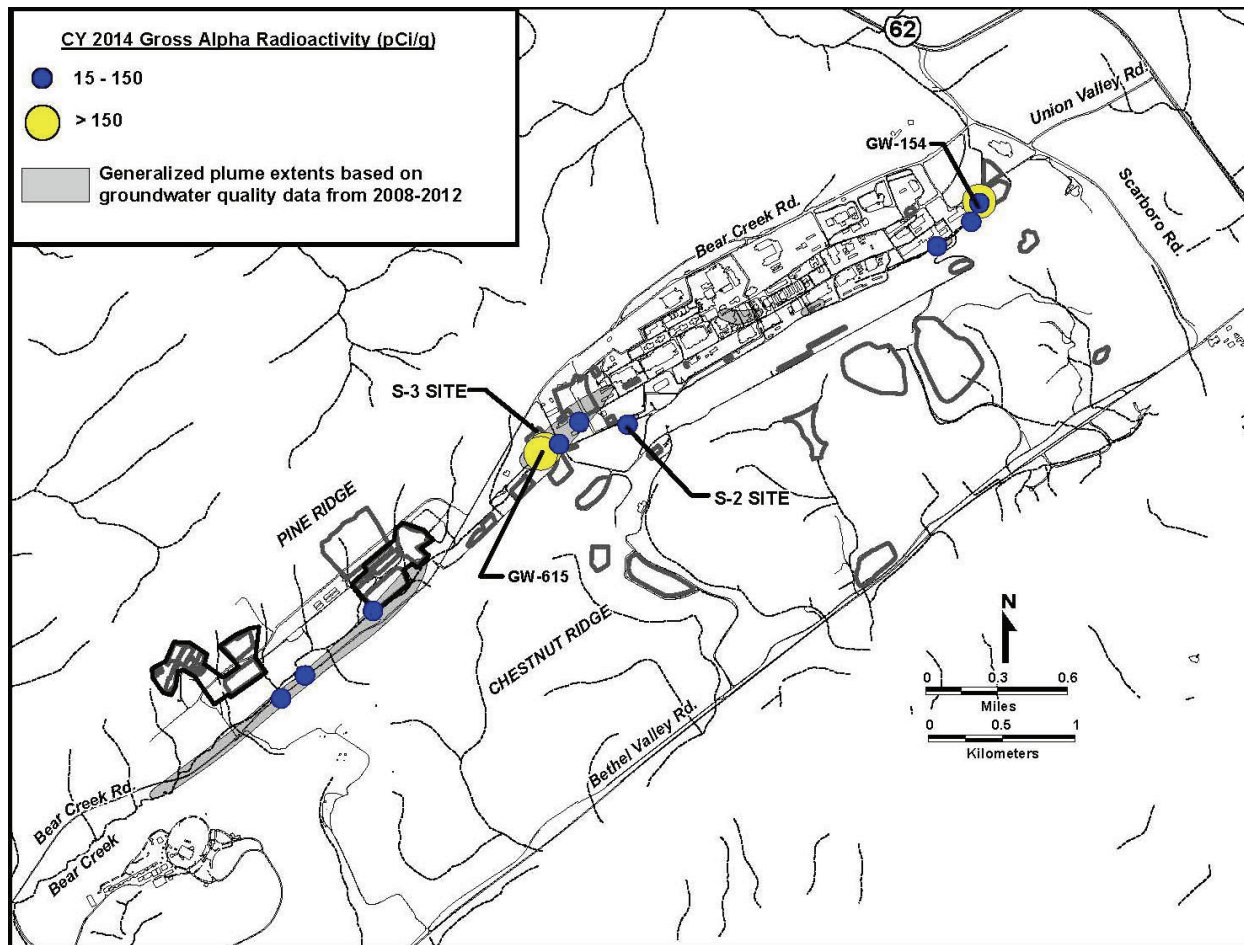 CY 2014 Gross Alpha Radioactivity (pCi/g)
15 - 150
> 150
Generalized plume extents based on
groundwater quality data from 2008-2012
62
Union Valley Rd.
GW-154
Scarboro Rd.
Bear Creek Rd.
S-3 SITE
S-2 SITE
PINE RIDGE
GW-615
CHESTNUT RIDGE
N
0 0.3 0.6
Miles
0 0.5 1
Kilometers
Bethel Valley Rd.
Bear Creek Rd.
Bear Creek